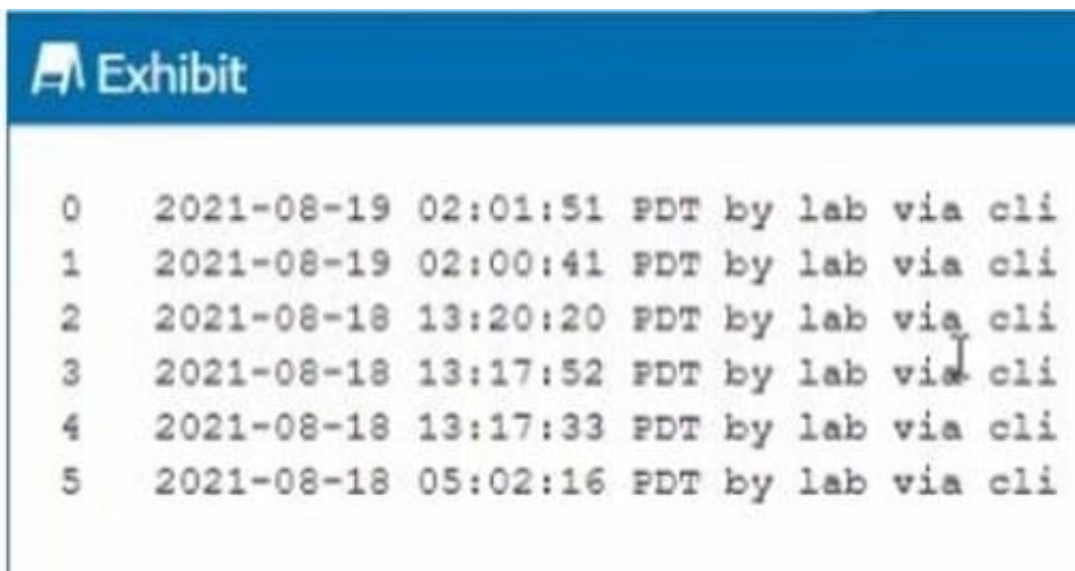 Exhibit
0 2021-08-19 02:01:51 PDT by lab via cli
1 2021-08-19 02:00:41 PDT by lab via cli
2 2021-08-18 13:20:20 PDT by lab via cli
3 2021-08-18 13:17:52 PDT by lab via cli
4 2021-08-18 13:17:33 PDT by lab via cli
5 2021-08-18 05:02:16 PDT by lab via cli